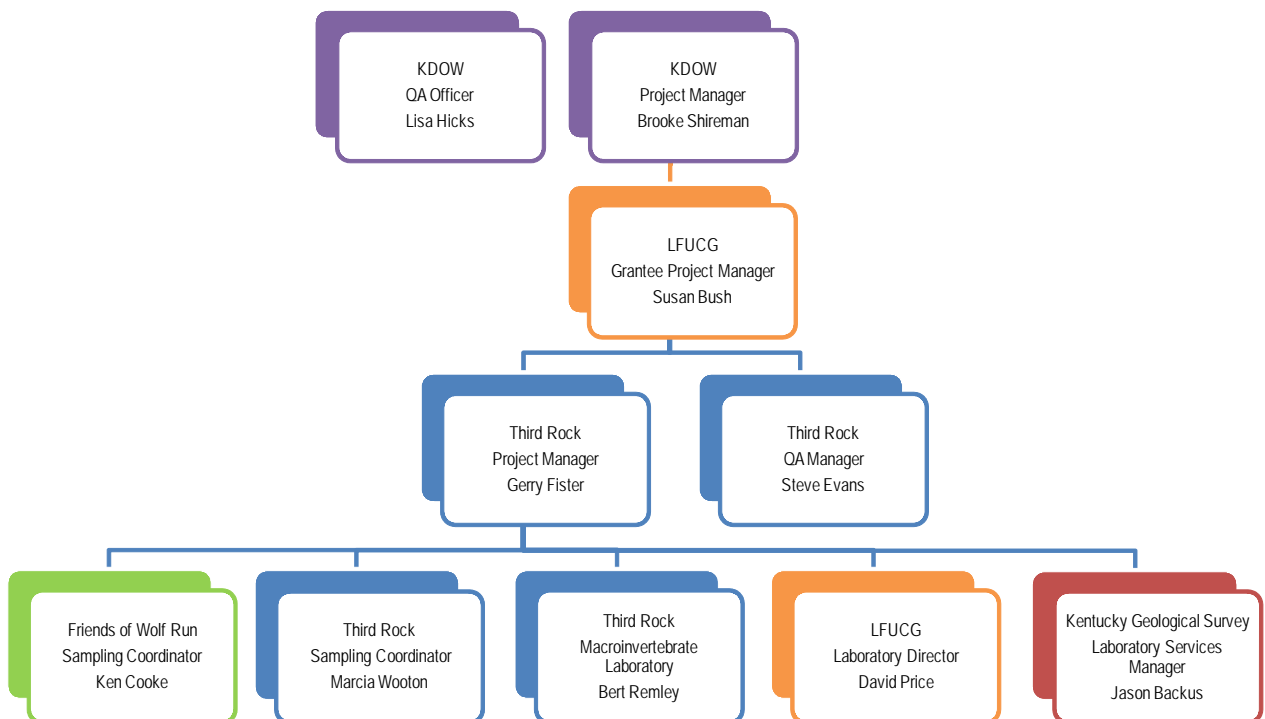 KDOW
QA Officer
Lisa Hicks
KDOW
Project Manager
Brooke Shireman
LFUCG
Grantee Project Manager
Susan Bush
Third Rock
Project Manager
Gerry Fister
Third Rock
QA Manager
Steve Evans
Friends of Wolf Run
Sampling Coordinator
Ken Cooke
Third Rock
Sampling Coordinator
Marcia Wooton
Third Rock
Macroinvertebrate
Laboratory
Bert Remley
LFUCG
Laboratory Director
David Price
Kentucky Geological Survey
Laboratory Services
Manager
Jason Backus